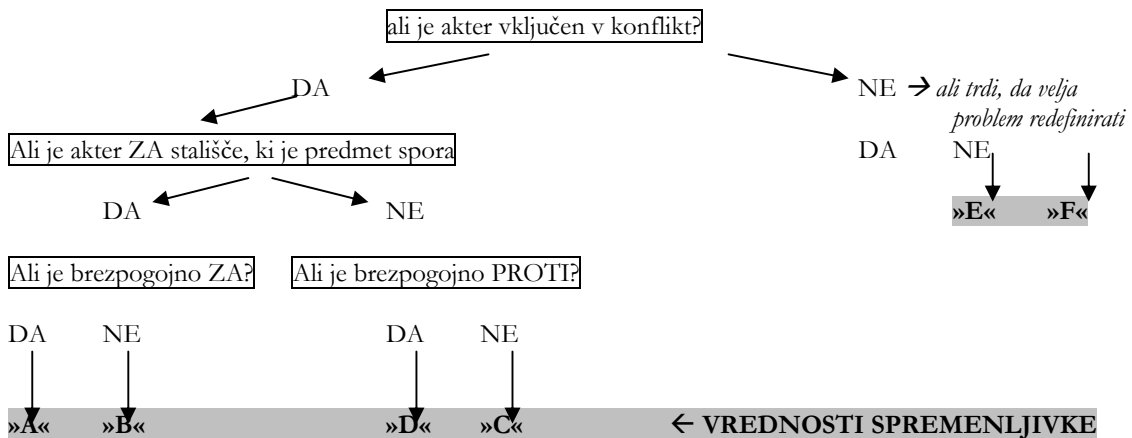 ali je akter vključen v konflikt?
DA
NE → ali trdi, da velja
problem redefinirati
Ali je akter ZA stališče, ki je predmet spora
DA NE
DA NE
»E« »F«
Ali je brezpogojno ZA? Ali je brezpogojno PROTI?
DA NE DA NE
»A« »B« »D« »C« ← VREDNOSTI SPREMENLJIVKE